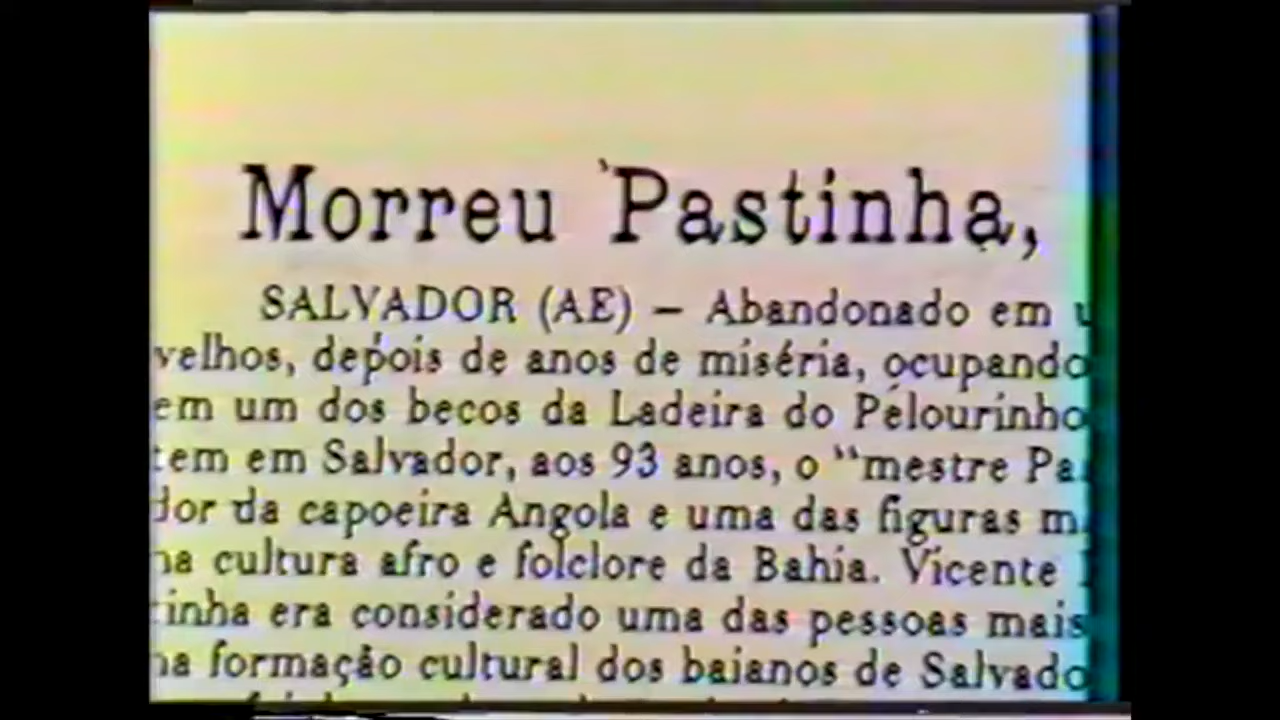 Morreu Pastinha,
SALVADOR (AE) — Abandonado em
velhos, depois de anos de miséria, ocupando
em um dos becos da Ladeira do Pelourinho
tem em Salvador, aos 93 anos, o "mestre Pa
dor da capoeira Angola e uma das figuras m
na cultura afro e folclore da Bahia. Vicente
tinha era considerado uma das pessoas mais
na formação cultural dos baianos de Salvado